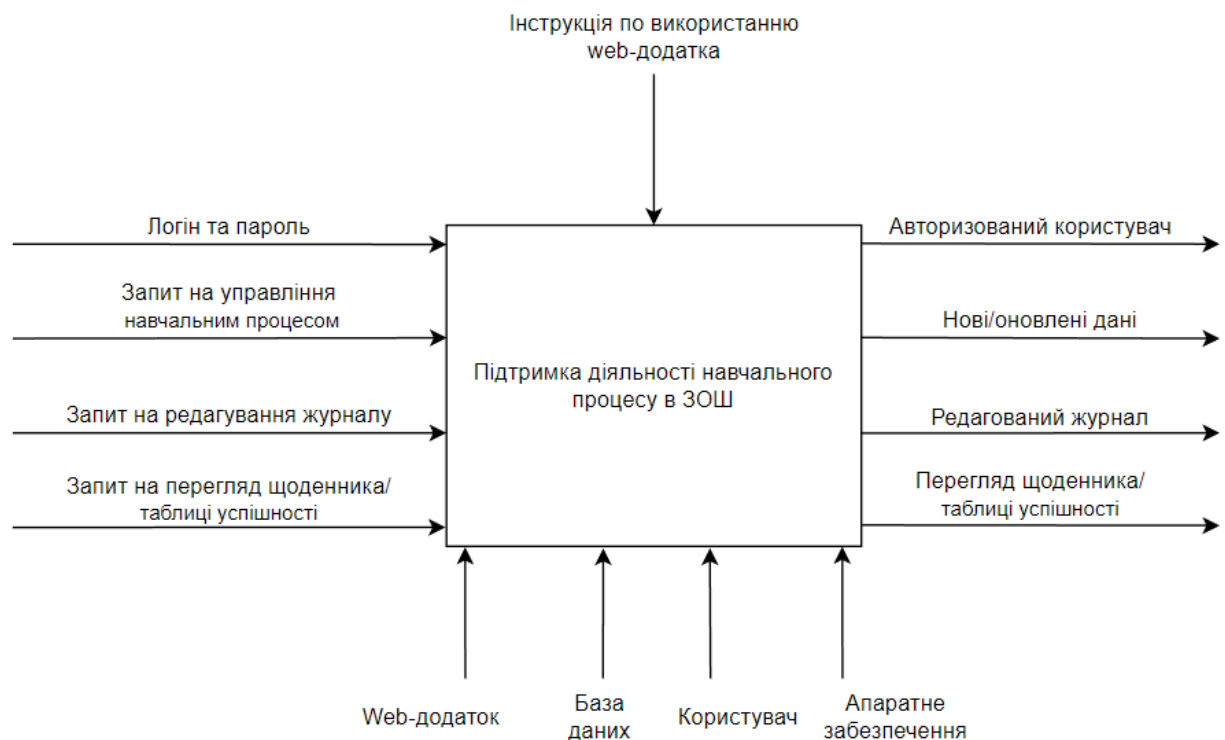 Інструкція по використанню
web-додатка
Логін та пароль
Авторизований користувач
Запит на управління
навчальним процесом
Нові/оновлені дані
Підтримка діяльності навчального
процесу в ЗОШ
Запит на редагування журналу
Редагований журнал
Запит на перегляд щоденника/
таблиці успішності
Перегляд щоденника/
таблиці успішності
Web-додаток
База
даних
Користувач
Апаратне
забезпечення